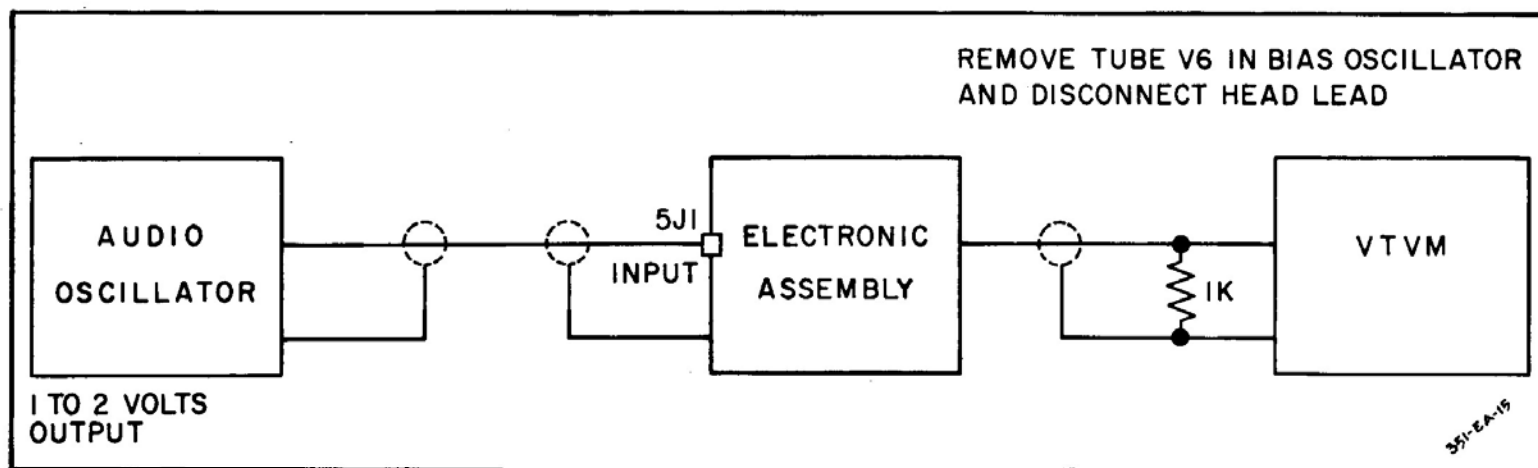 REMOVE TUBE V6 IN BIAS OSCILLATOR
AND DISCONNECT HEAD LEAD
AUDIO
OSCILLATOR
1 TO 2 VOLTS
OUTPUT
5J1
INPUT
ELECTRONIC
ASSEMBLY
1K
VTVM
351-EA-15